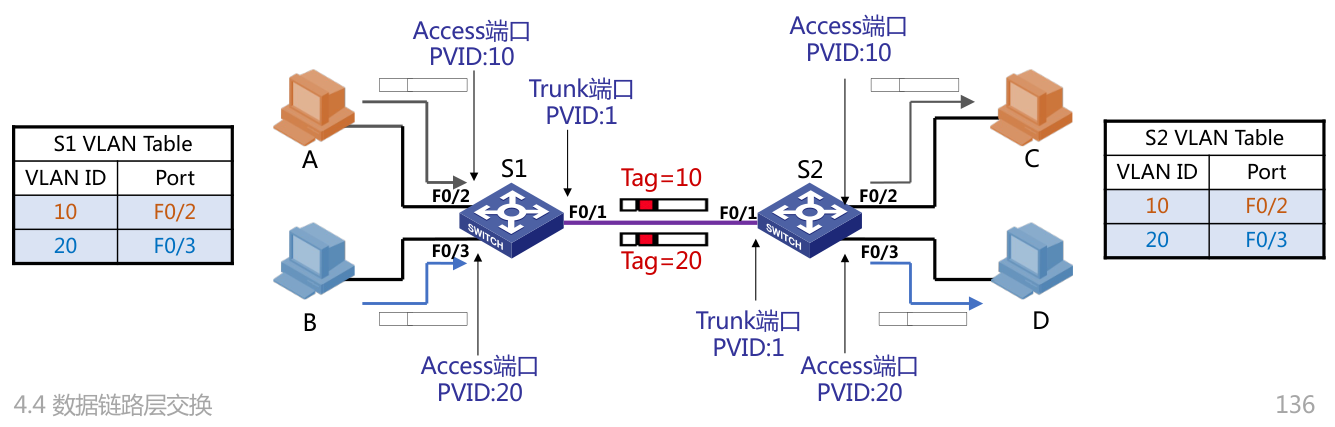 S1 VLAN Table
VLAN ID Port
10 F0/2
20 F0/3
Access端口
PVID:10
Trunk端口
PVID:1
A
B
S1
F0/2
F0/1
F0/3
SWITCH
Access端口
PVID:20
Tag=10
Tag=20
Access端口
PVID:10
S2
F0/1
F0/2
F0/3
SWITCH
Trunk端口
PVID:1
Access端口
PVID:20
C
D
S2 VLAN Table
VLAN ID Port
10 F0/2
20 F0/3
4.4 数据链路层交换
136